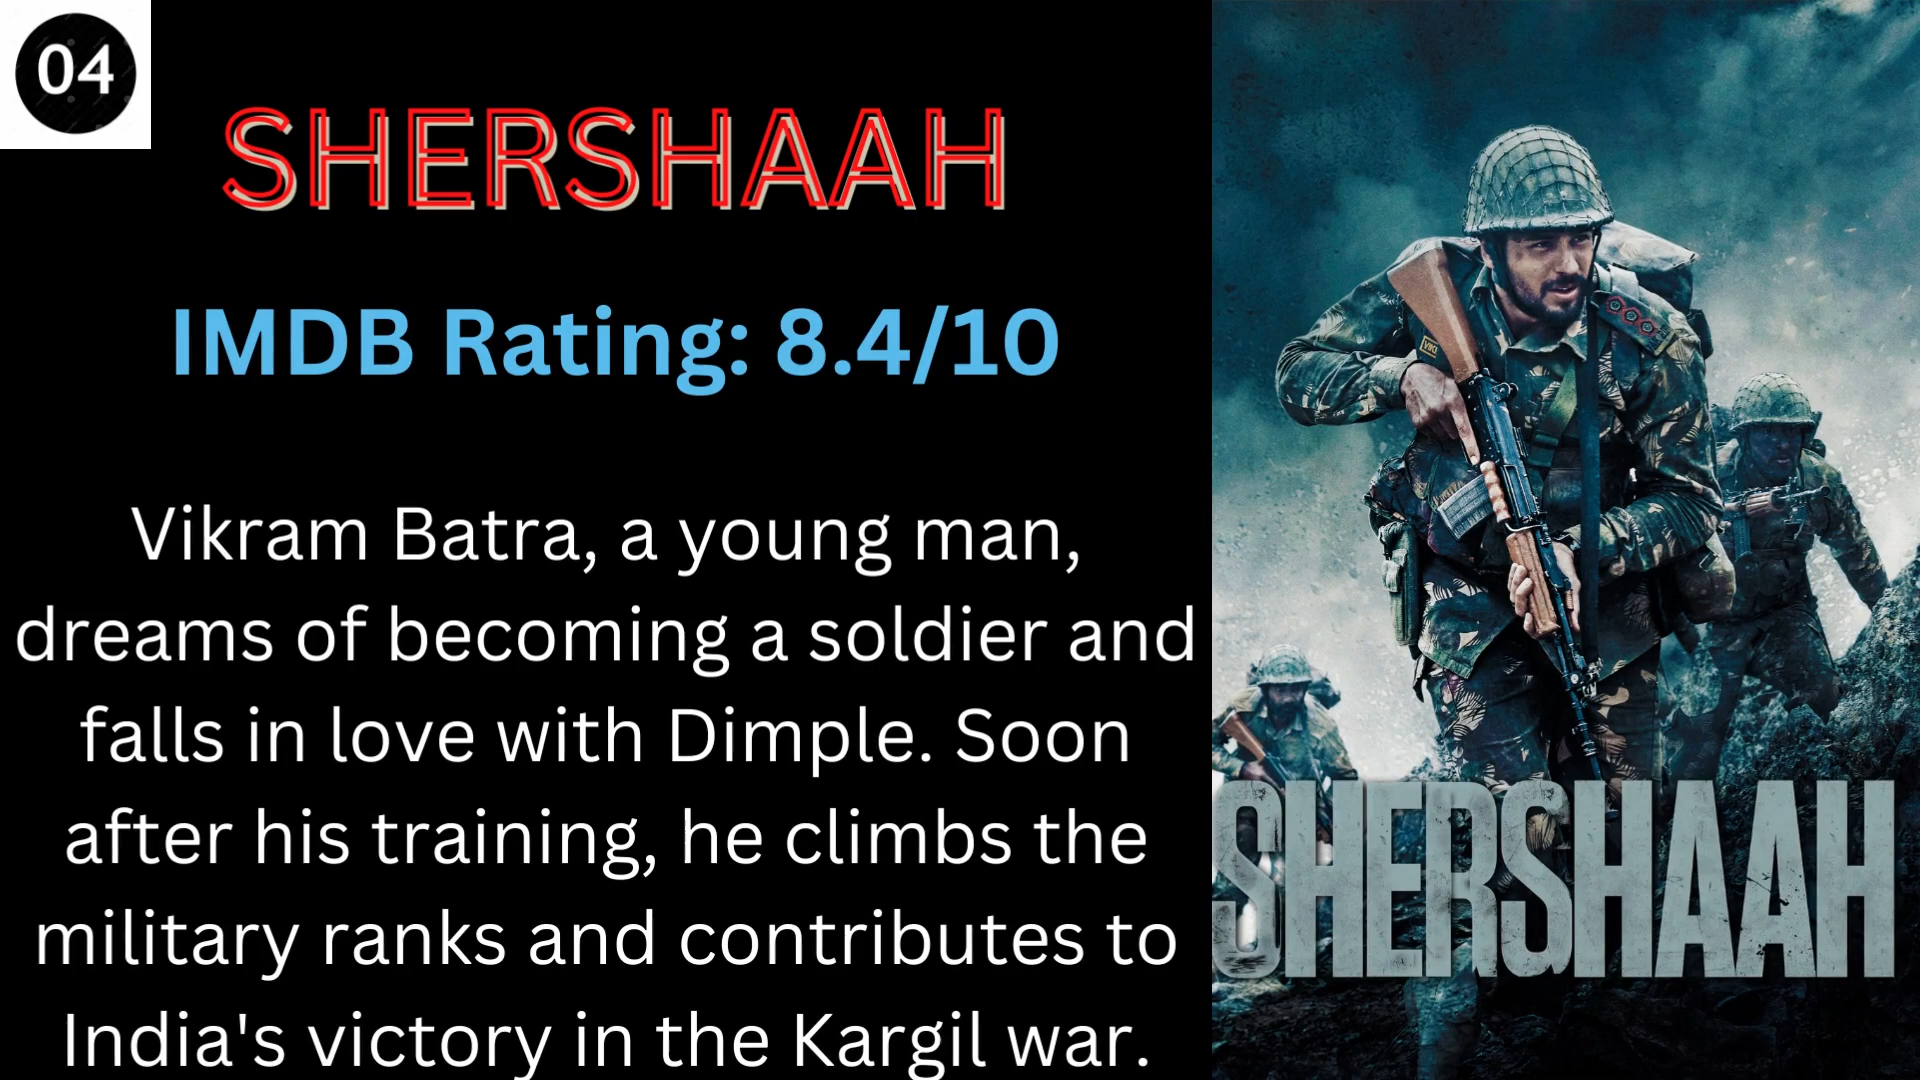 04
SHERSHAAH
IMDB Rating: 8.4/10
Vikram Batra, a young man,
dreams of becoming a soldier and
falls in love with Dimple. Soon
after his training, he climbs the
military ranks and contributes to
India's victory in the Kargil war.
VIKI
SHERSHAAH